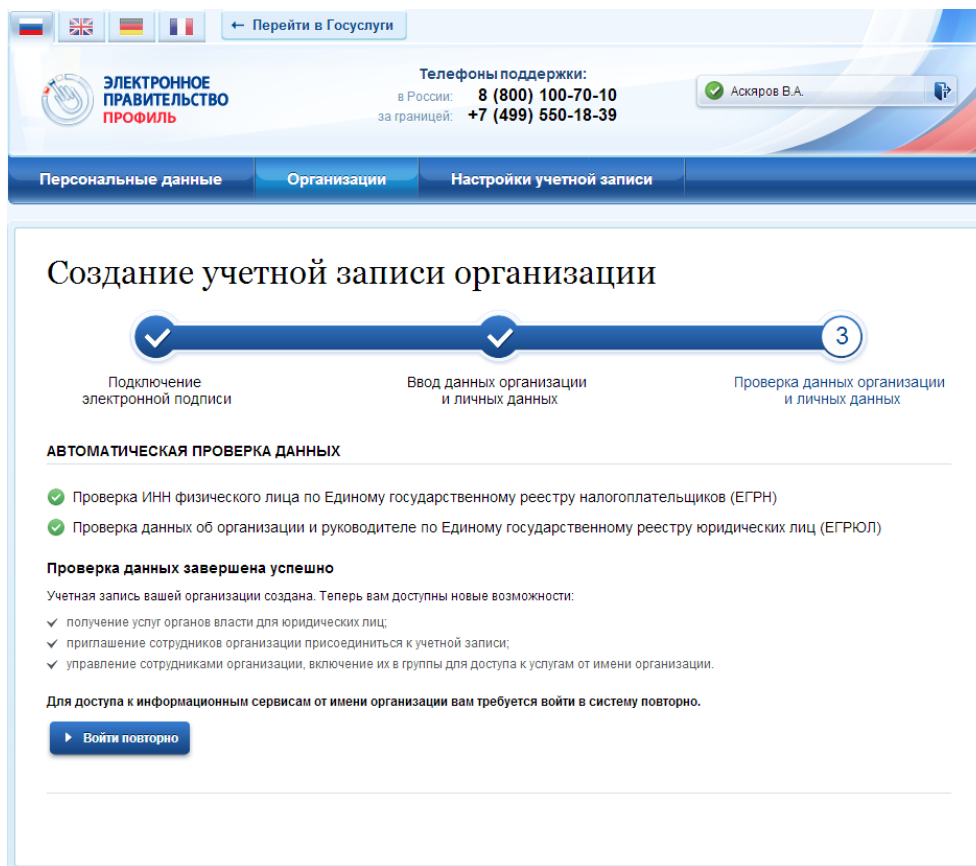 ← Перейти в Госуслуги
ЭЛЕКТРОННОЕ
ПРАВИТЕЛЬСТВО
ПРОФИЛЬ
Телефоны поддержки:
в России: 8 (800) 100-70-10
за границей: +7 (499) 550-18-39
Аскяров В.А.
Персональные данные Организации Настройки учетной записи
Создание учетной записи организации
3
Подключение
электронной подписи
Ввод данных организации
и личных данных
Проверка данных организации
и личных данных
АВТОМАТИЧЕСКАЯ ПРОВЕРКА ДАННЫХ
Проверка ИНН физического лица по Единому государственному реестру налогоплательщиков (ЕГРН)
Проверка данных об организации и руководителе по Единому государственному реестру юридических лиц (ЕГРЮЛ)
Проверка данных завершена успешно
Учетная запись вашей организации создана. Теперь вам доступны новые возможности:
получение услуг органов власти для юридических лиц;
приглашение сотрудников организации присоединиться к учетной записи;
управление сотрудниками организации, включение их в группы для доступа к услугам от имени организации.
Для доступа к информационным сервисам от имени организации вам требуется войти в систему повторно.
Войти повторно